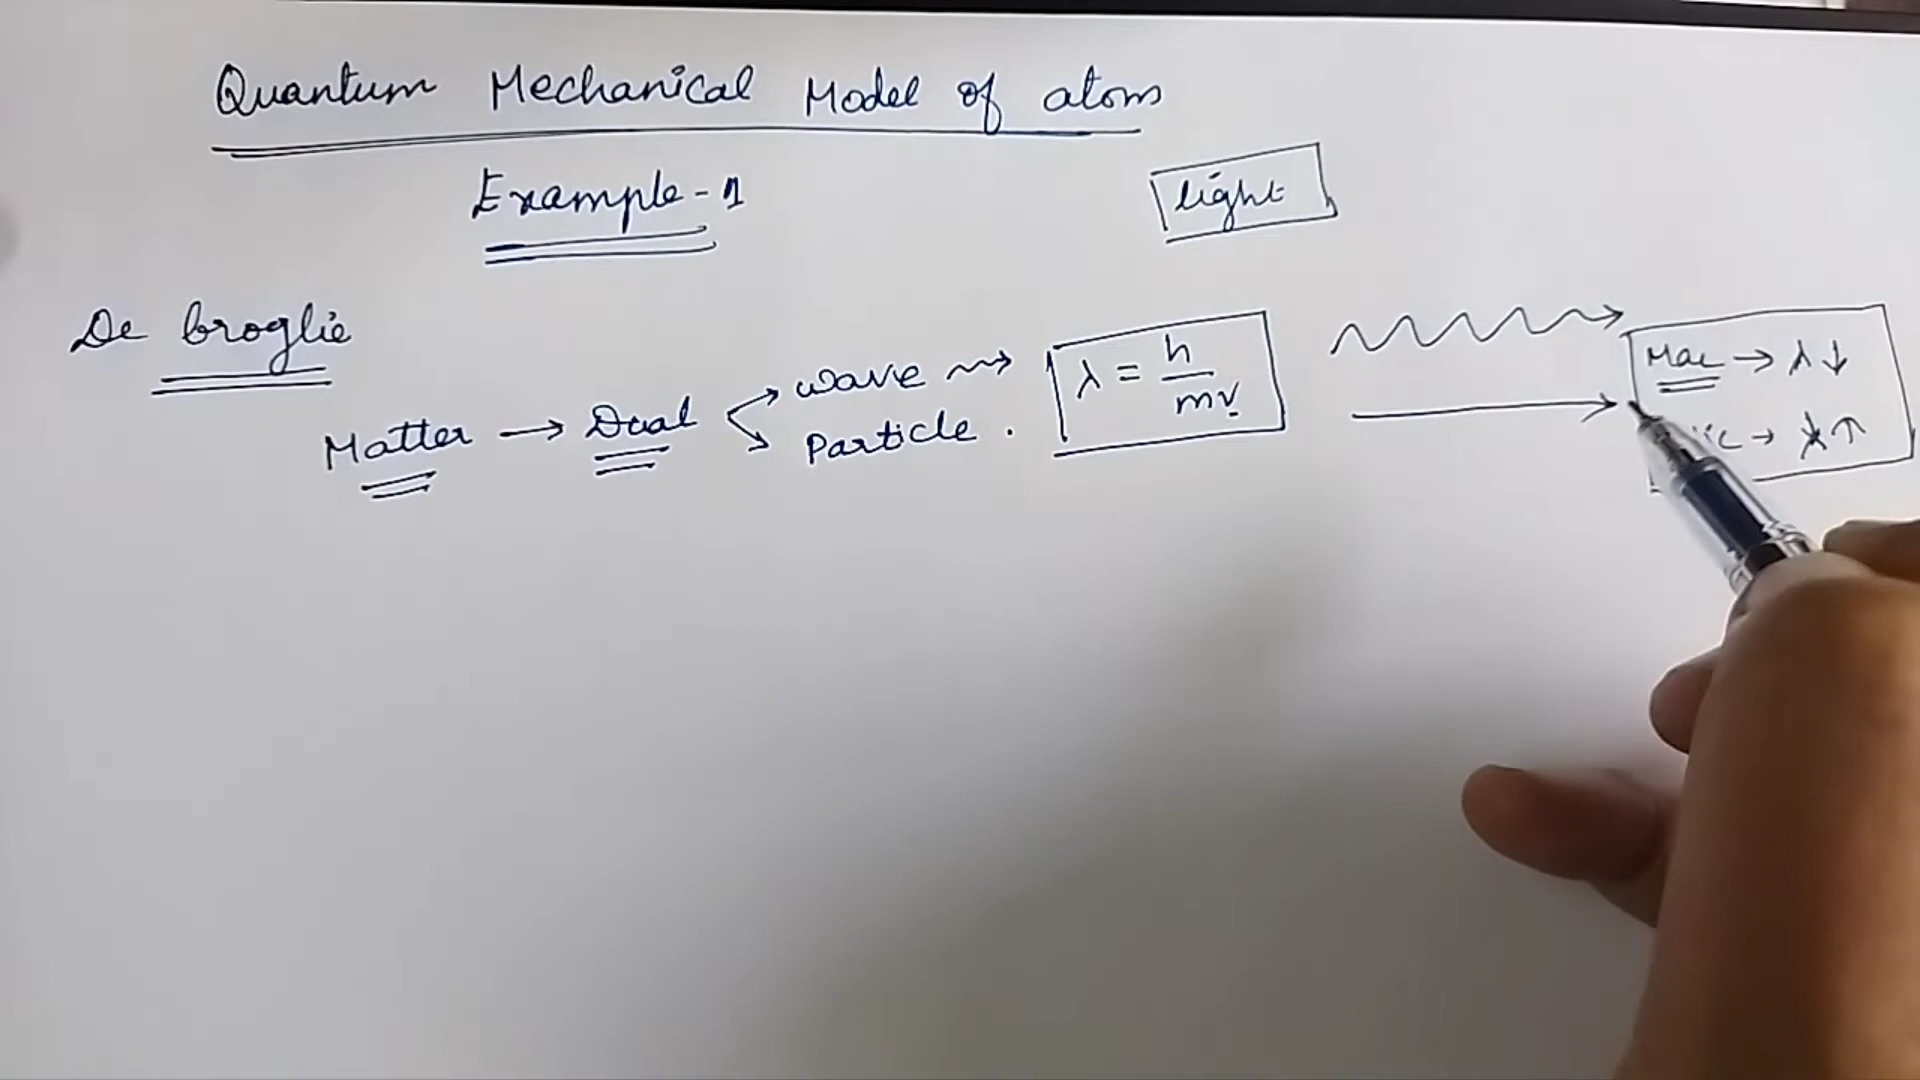 Quantum Mechanical Model of atoms
Example-1
light
De broglie
Matter → Dual
wave
Particle .
λ = h/mv
Mac → λ↓
→ λ↑